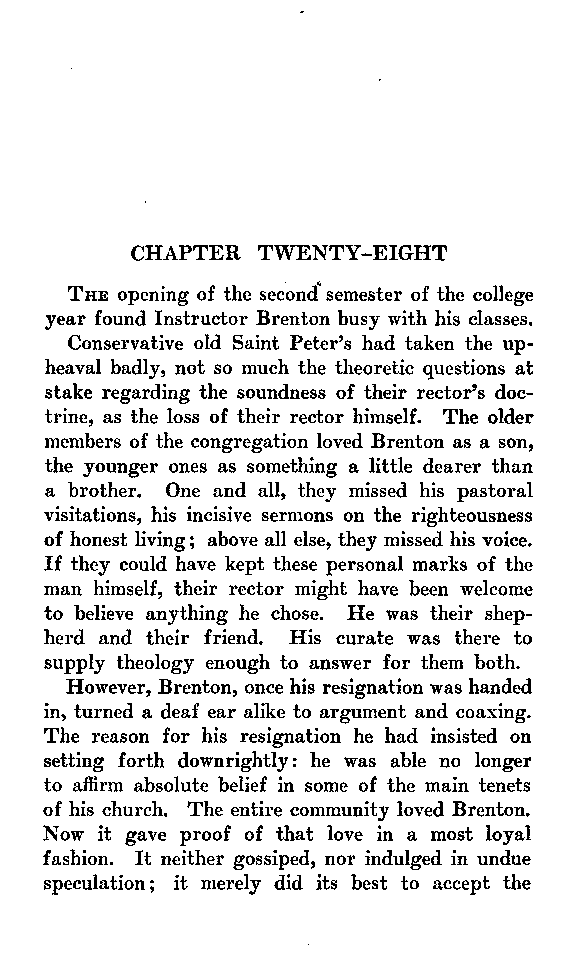 CHAPTER TWENTY-EIGHT
THE opening of the second semester of the college
year found Instructor Brenton busy with his classes.
Conservative old Saint Peter's had taken the up-
heaval badly, not so much the theoretic questions at
stake regarding the soundness of their rector's doc-
trine, as the loss of their rector himself. The older
members of the congregation loved Brenton as a son,
the younger ones as something a little dearer than
a brother. One and all, they missed his pastoral
visitations, his incisive sermons on the righteousness
of honest living; above all else, they missed his voice.
If they could have kept these personal marks of the
man himself, their rector might have been welcome
to believe anything he chose. He was their shep-
herd and their friend. His curate was there to
supply theology enough to answer for them both.
However, Brenton, once his resignation was handed
in, turned a deaf ear alike to argument and coaxing.
The reason for his resignation he had insisted on
setting forth downrightly: he was able no longer
to affirm absolute belief in some of the main tenets
of his church. The entire community loved Brenton.
Now it gave proof of that love in a most loyal
fashion. It neither gossiped, nor indulged in undue
speculation; it merely did its best to accept the